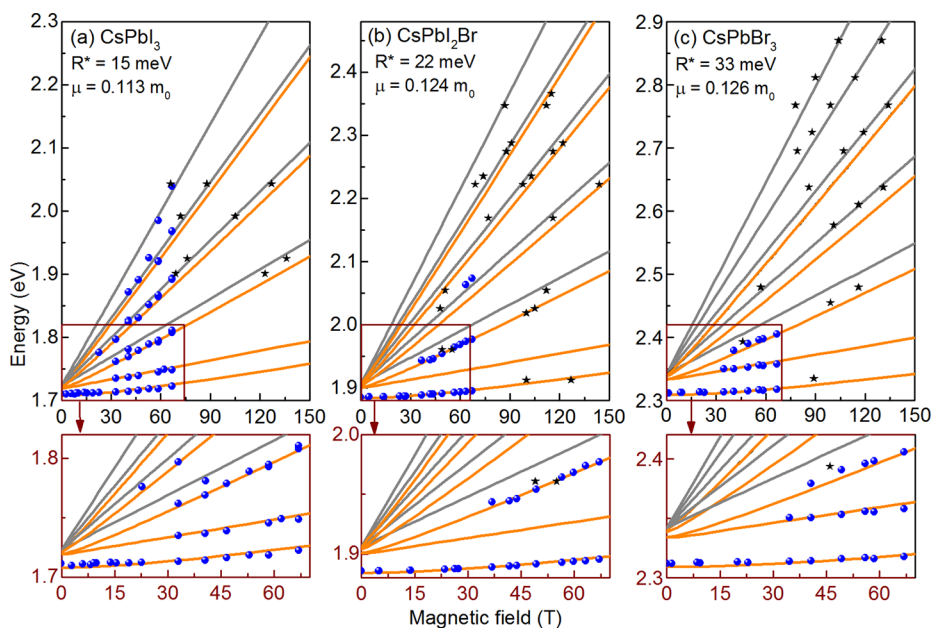 (a) CsPbI₃
R* = 15 meV
μ = 0.113 m₀
(b) CsPbI₂Br
R* = 22 meV
μ = 0.124 m₀
(c) CsPbBr₃
R* = 33 meV
μ = 0.126 m₀
Energy (eV)
2.3
2.2
2.1
2.0
1.9
1.8
1.7
2.4
2.3
2.2
2.1
2.0
1.9
2.9
2.8
2.7
2.6
2.5
2.4
2.3
0 30 60 90 120 150
0 30 60 90 120 150
0 30 60 90 120 150
1.8
1.7
2.0
1.9
2.4
2.3
0 15 30 45 60
0 15 30 45 60
0 15 30 45 60
Magnetic field (T)